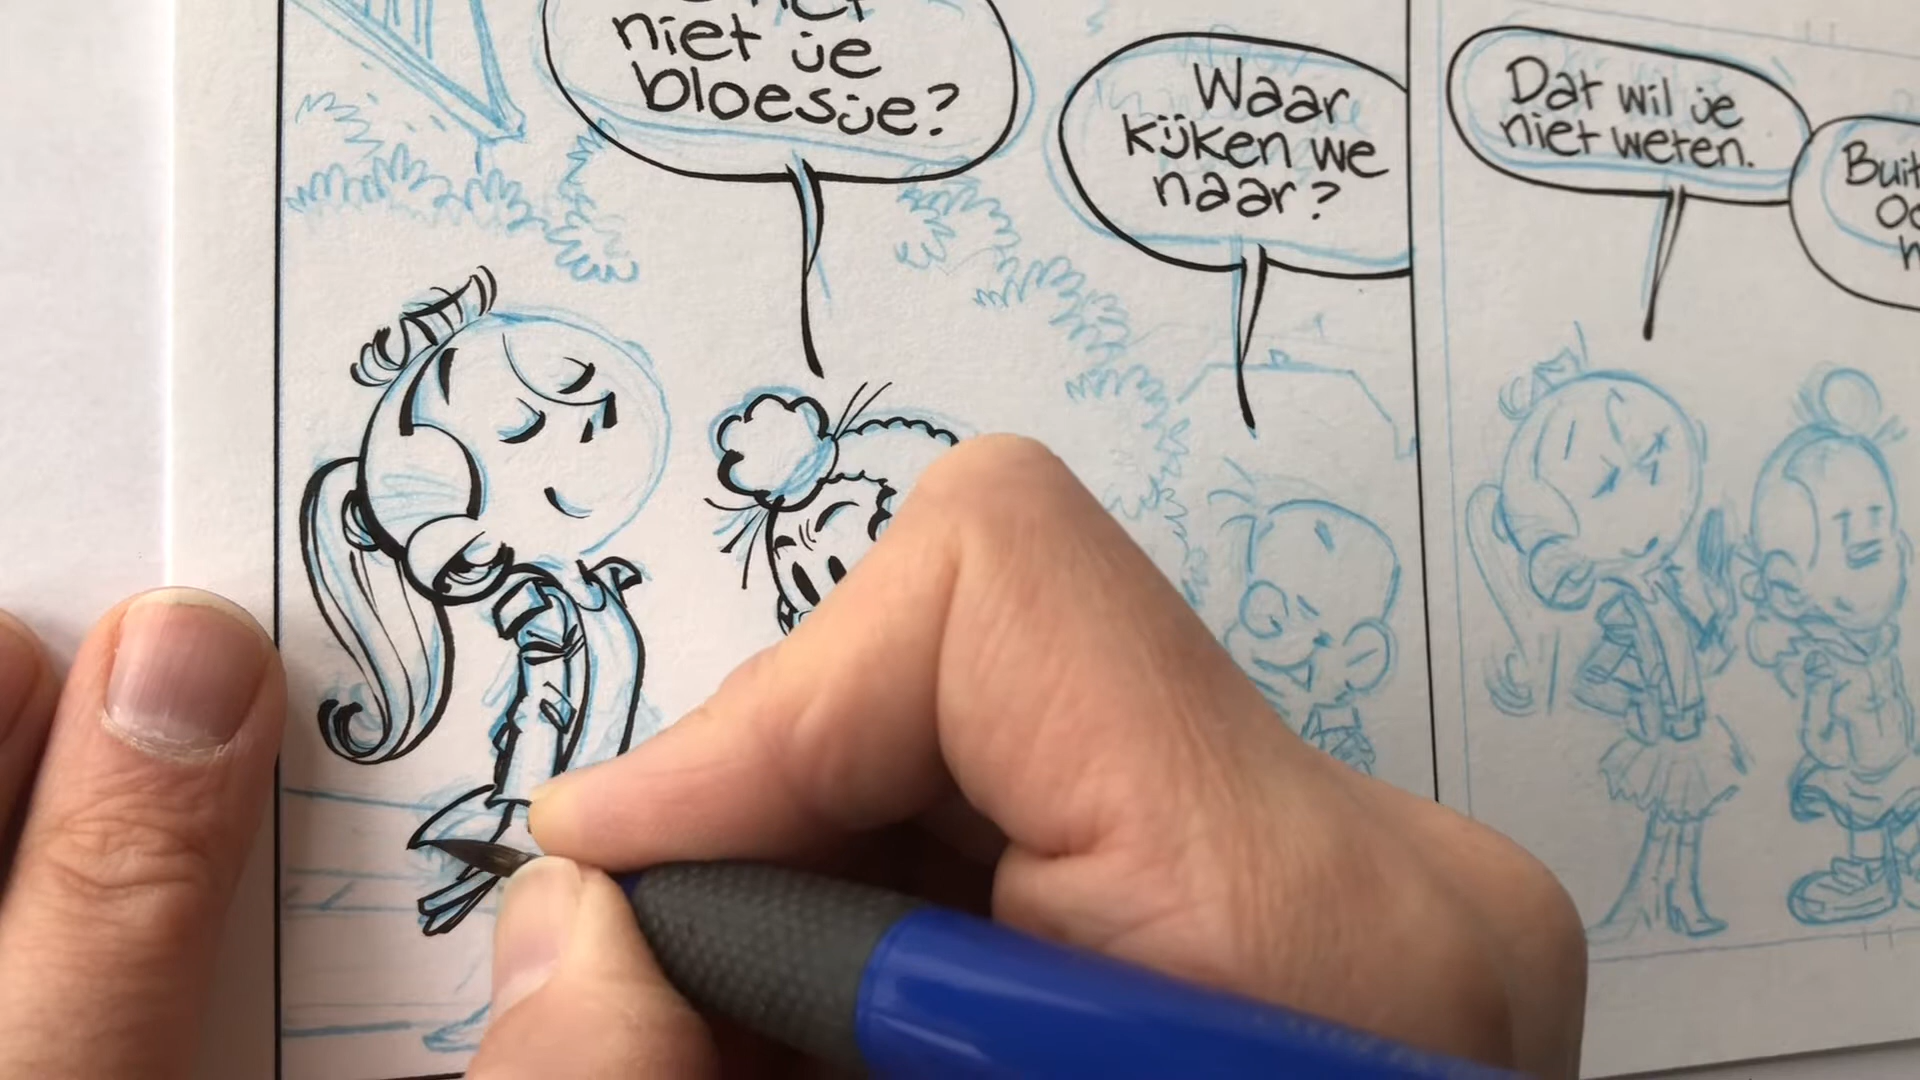 niet je
bloesje?
Waar
kijken we
naar?
Dat wil je
niet weten.